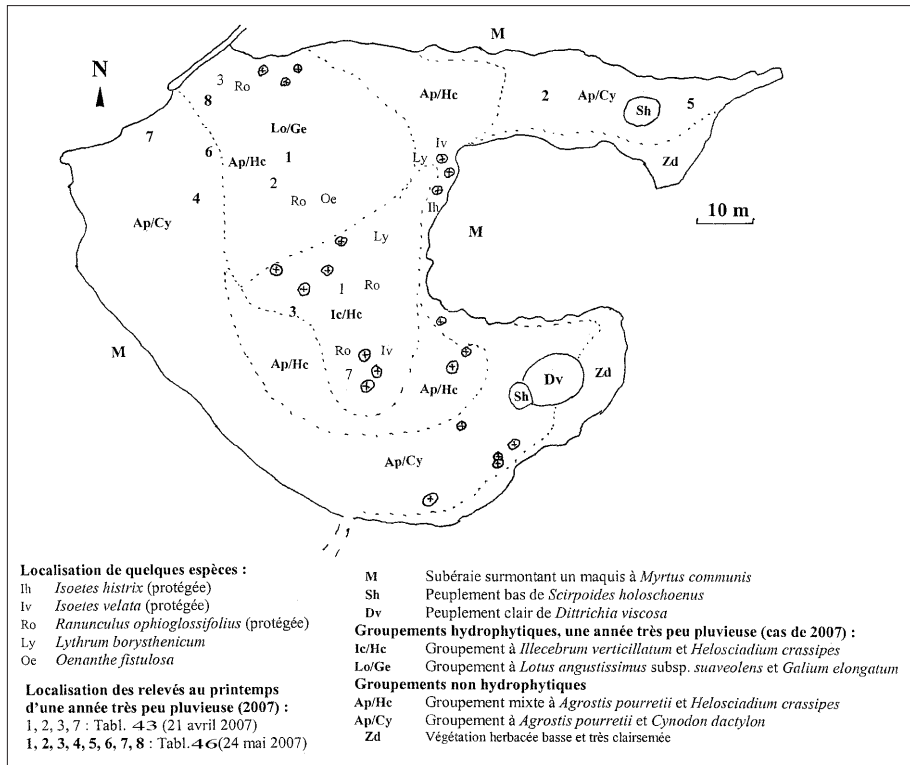 M
N
3 Ro
8
Ap/Hc
2 Ap/Cy 5
Sh
7
Lo/Ge
6 Ap/Hc 1
Iv
Ly
Zd
2
4
Ro Oe
Ih
10 m
Ap/Cy
Ly
M
1 Ro
3
Ic/Hc
M
Ro Iv
Ap/Hc
7
Ap/Hc
Dv
Zd
Sh
Ap/Cy
Localisation de quelques espèces :
Ih Isoetes histrix (protégée)
Iv Isoetes velata (protégée)
Ro Ranunculus ophioglossifolius (protégée)
Ly Lythrum borysthenicum
Oe Oenanthe fistulosa
Localisation des relevés au printemps
d'une année très peu pluvieuse (2007) :
1, 2, 3, 7 : Tabl. 43 (21 avril 2007)
1, 2, 3, 4, 5, 6, 7, 8 : Tabl. 46 (24 mai 2007)
M Subéraie surmontant un maquis à Myrtus communis
Sh Peuplement bas de Scirpoides holoschoenus
Dv Peuplement clair de Dittrichia viscosa
Groupements hydrophytiques, une année très peu pluvieuse (cas de 2007) :
Ic/Hc Groupement à Illecebrum verticillatum et Helosciadium crassipes
Lo/Ge Groupement à Lotus angustissimus subsp. suaveolens et Galium elongatum
Groupements non hydrophytiques
Ap/Hc Groupement mixte à Agrostis pourretii et Helosciadium crassipes
Ap/Cy Groupement à Agrostis pourretii et Cynodon dactylon
Zd Végétation herbacée basse et très clairsemée